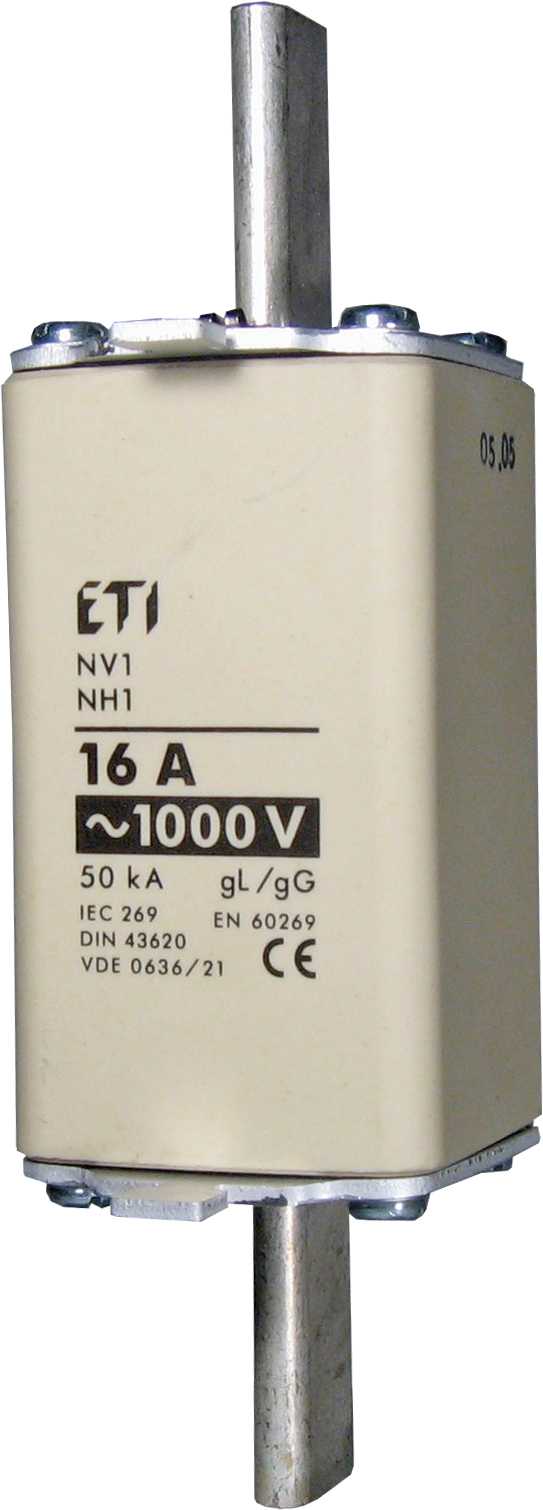 05.05
ETI
NV1
NH1
16 A
~1000 V
50 kA gL/gG
IEC 269 EN 60269
DIN 43620
VDE 0636/21 CE